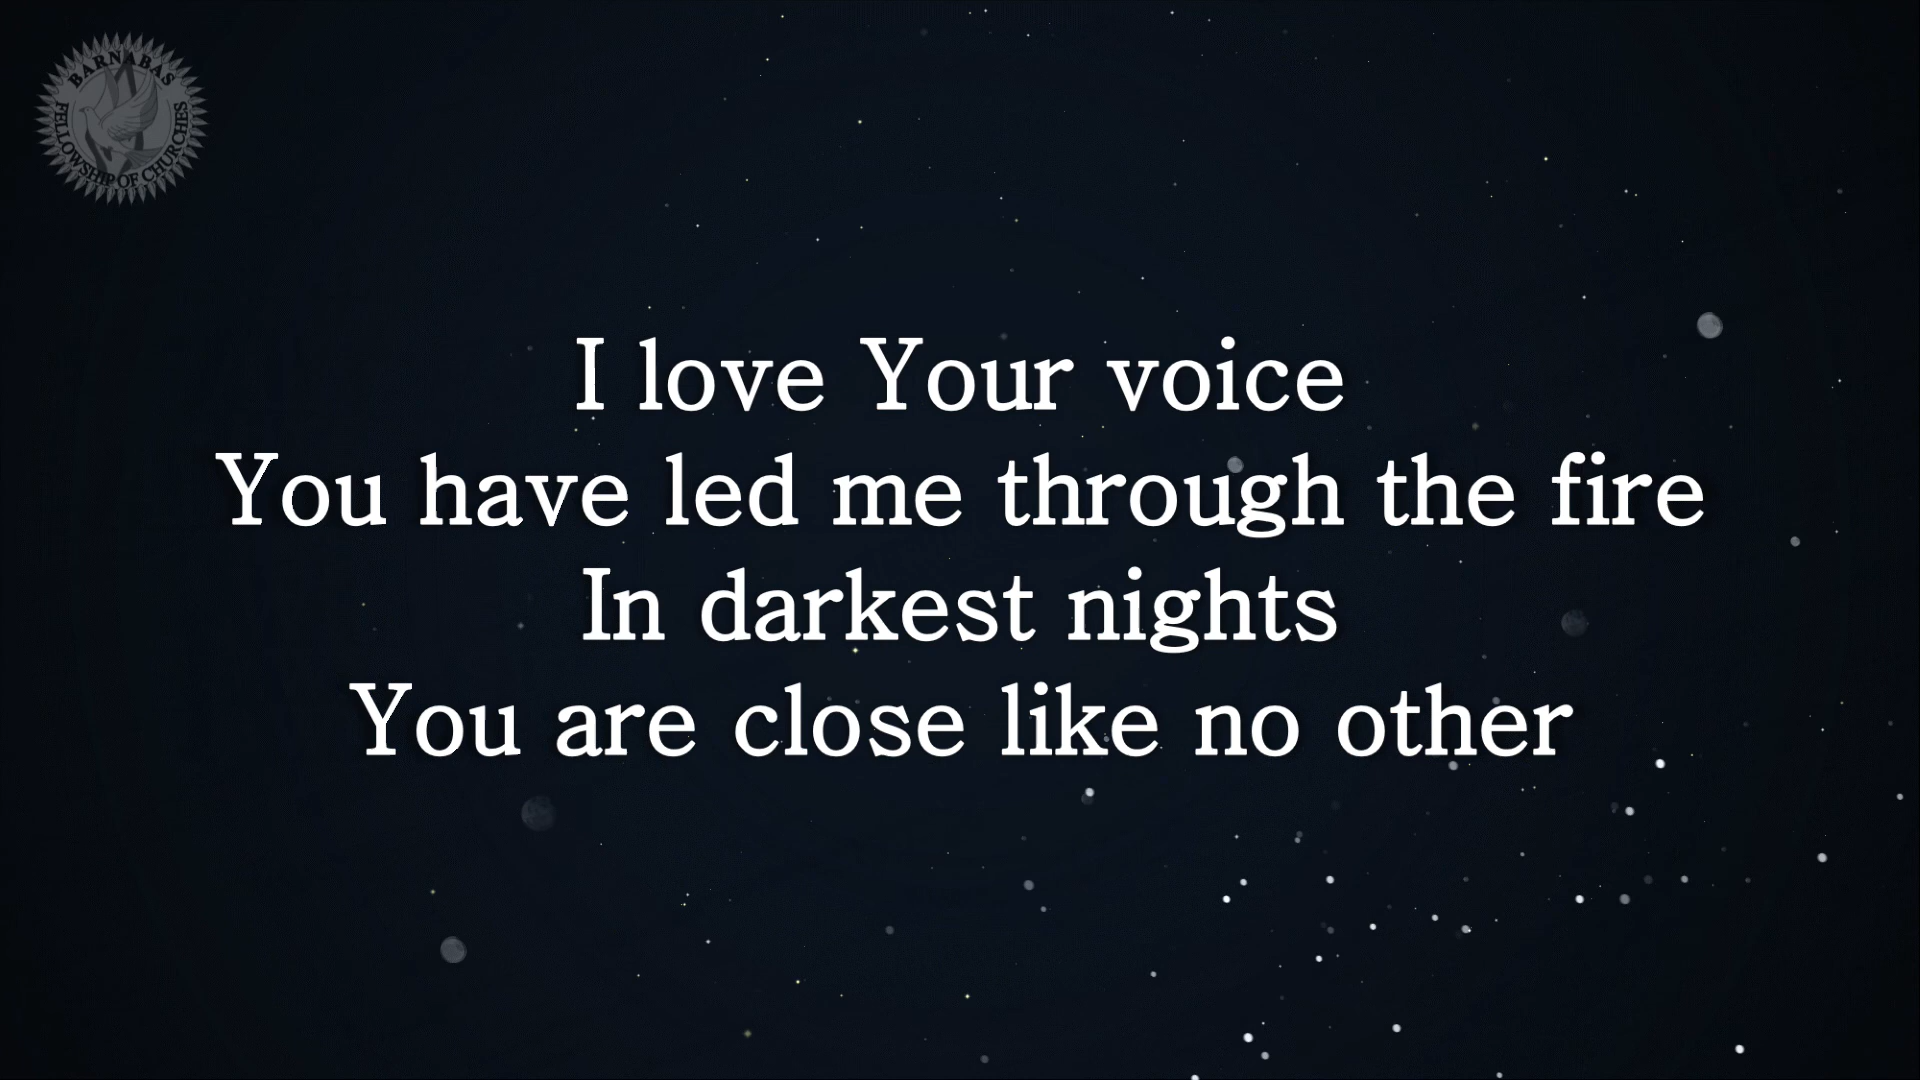 BARNABAS
FELLOWSHIP OF CHURCHES
I love Your voice
You have led me through the fire
In darkest nights
You are close like no other